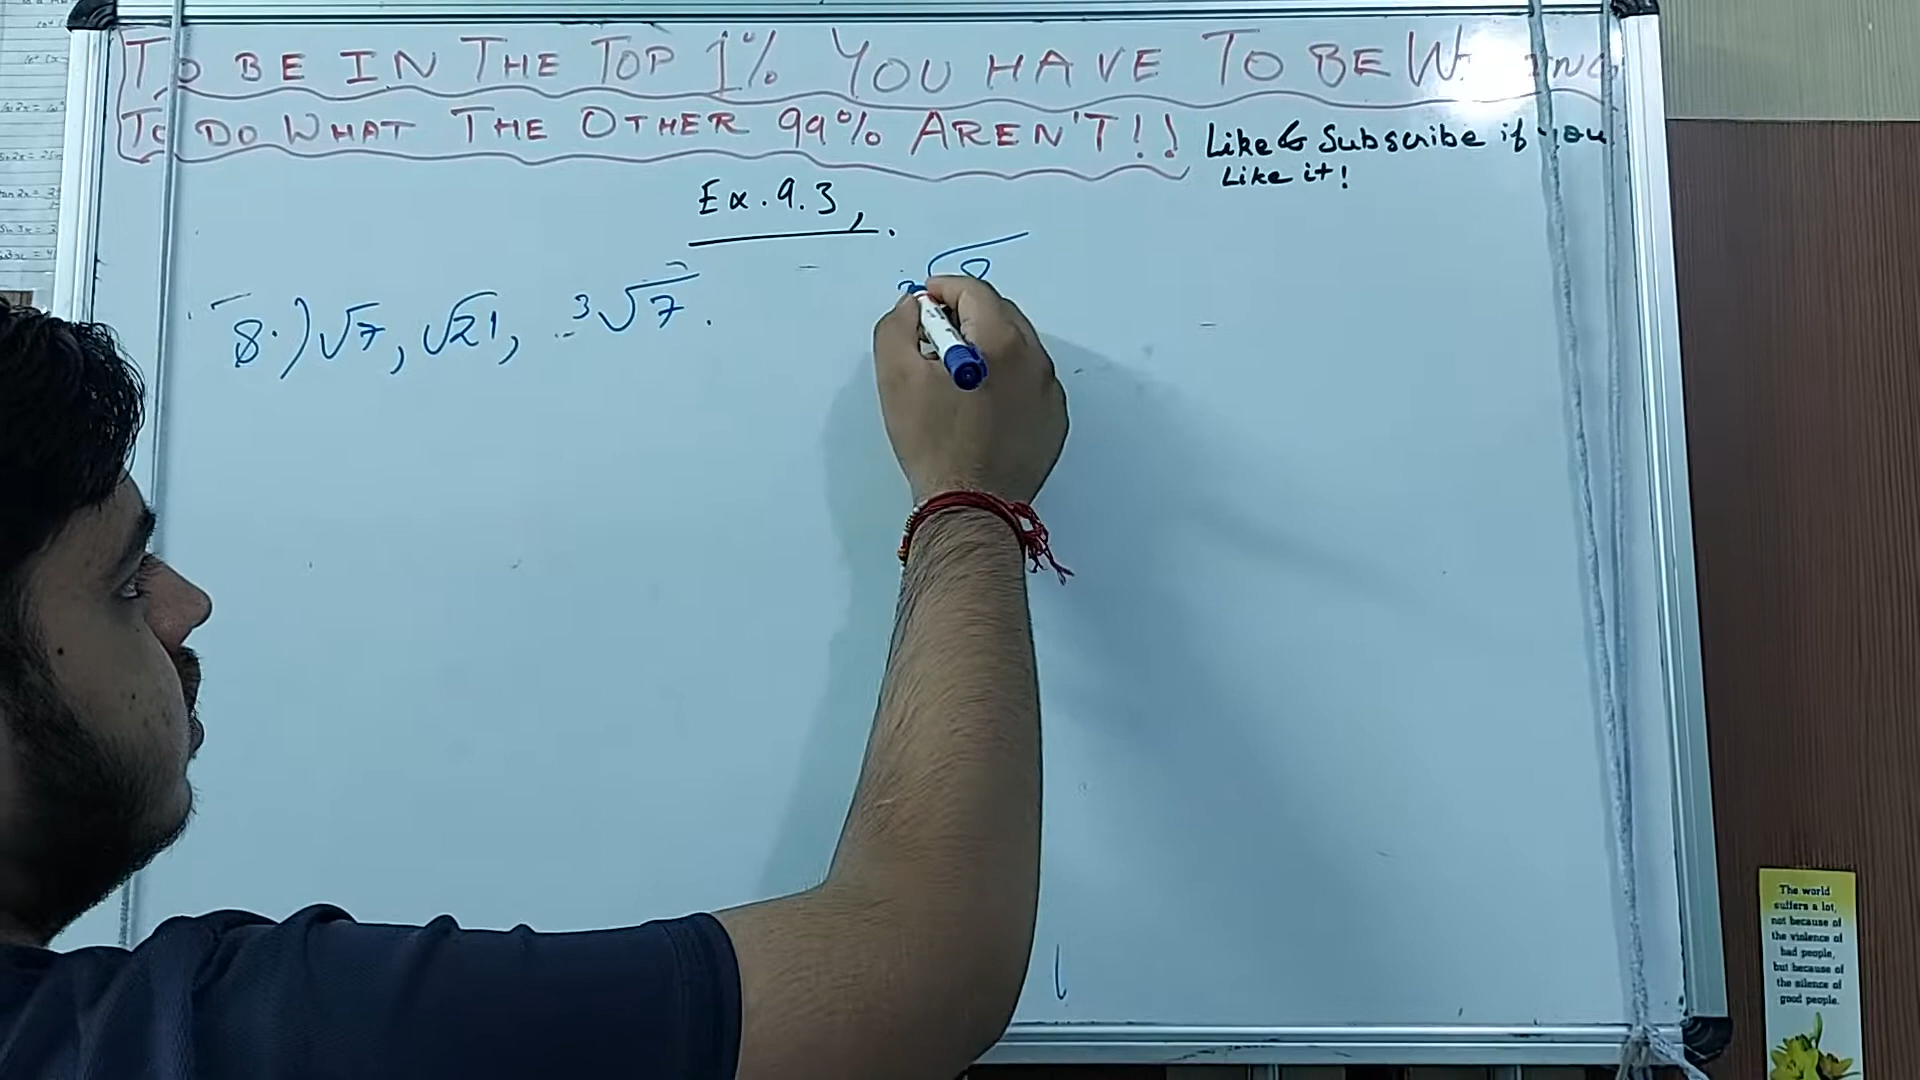 TO BE IN THE TOP 1% YOU HAVE TO BE
TO DO WHAT THE OTHER 99% AREN'T!!
Like & Subscribe if you
Like it!
Ex. 9.3,.
8.) √7, √21, ³√7.
√8
The world
suffers a lot,
not because of
the violence of
bad people,
but because of
the silence of
good people.